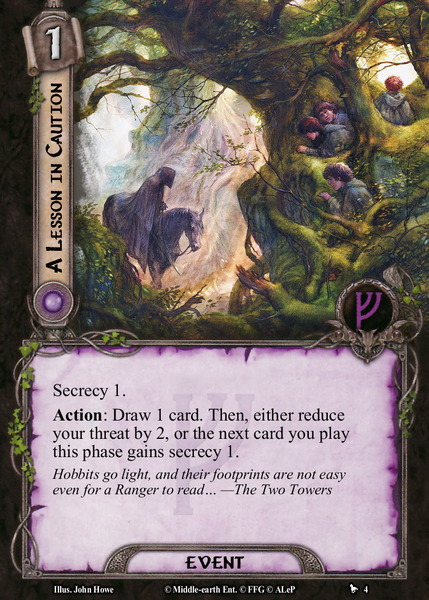 1
A Lesson in Caution
Secrecy 1.
Action: Draw 1 card. Then, either reduce
your threat by 2, or the next card you play
this phase gains secrecy 1.
Hobbits go light, and their footprints are not easy
even for a Ranger to read… —The Two Towers
EVENT
Illus. John Howe
© Middle-earth Ent. © FFG © ALeP
4